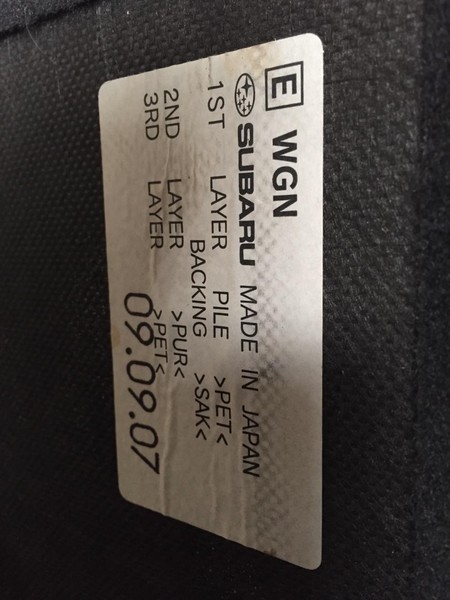 E WGN
SUBARU MADE IN JAPAN
1ST LAYER PILE >PET<
BACKING >SAK<
2ND LAYER >PUR<
3RD LAYER >PET<
09.09.07